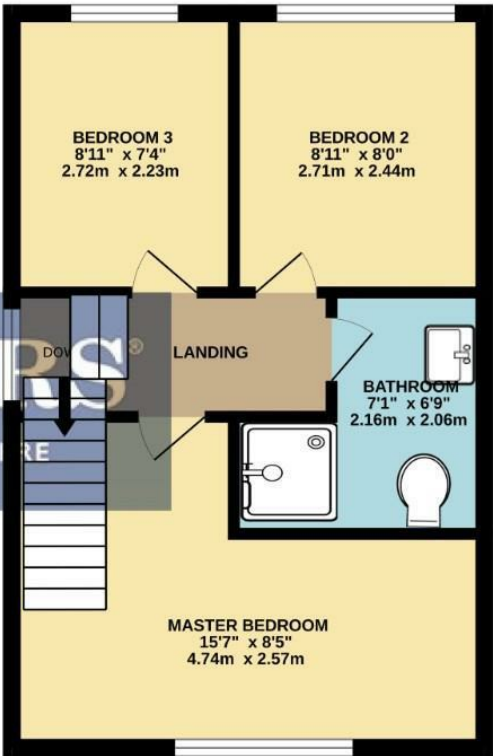 BEDROOM 3
8'11" x 7'4"
2.72m x 2.23m
BEDROOM 2
8'11" x 8'0"
2.71m x 2.44m
LANDING
RS®
RE
BATHROOM
7'1" x 6'9"
2.16m x 2.06m
MASTER BEDROOM
15'7" x 8'5"
4.74m x 2.57m